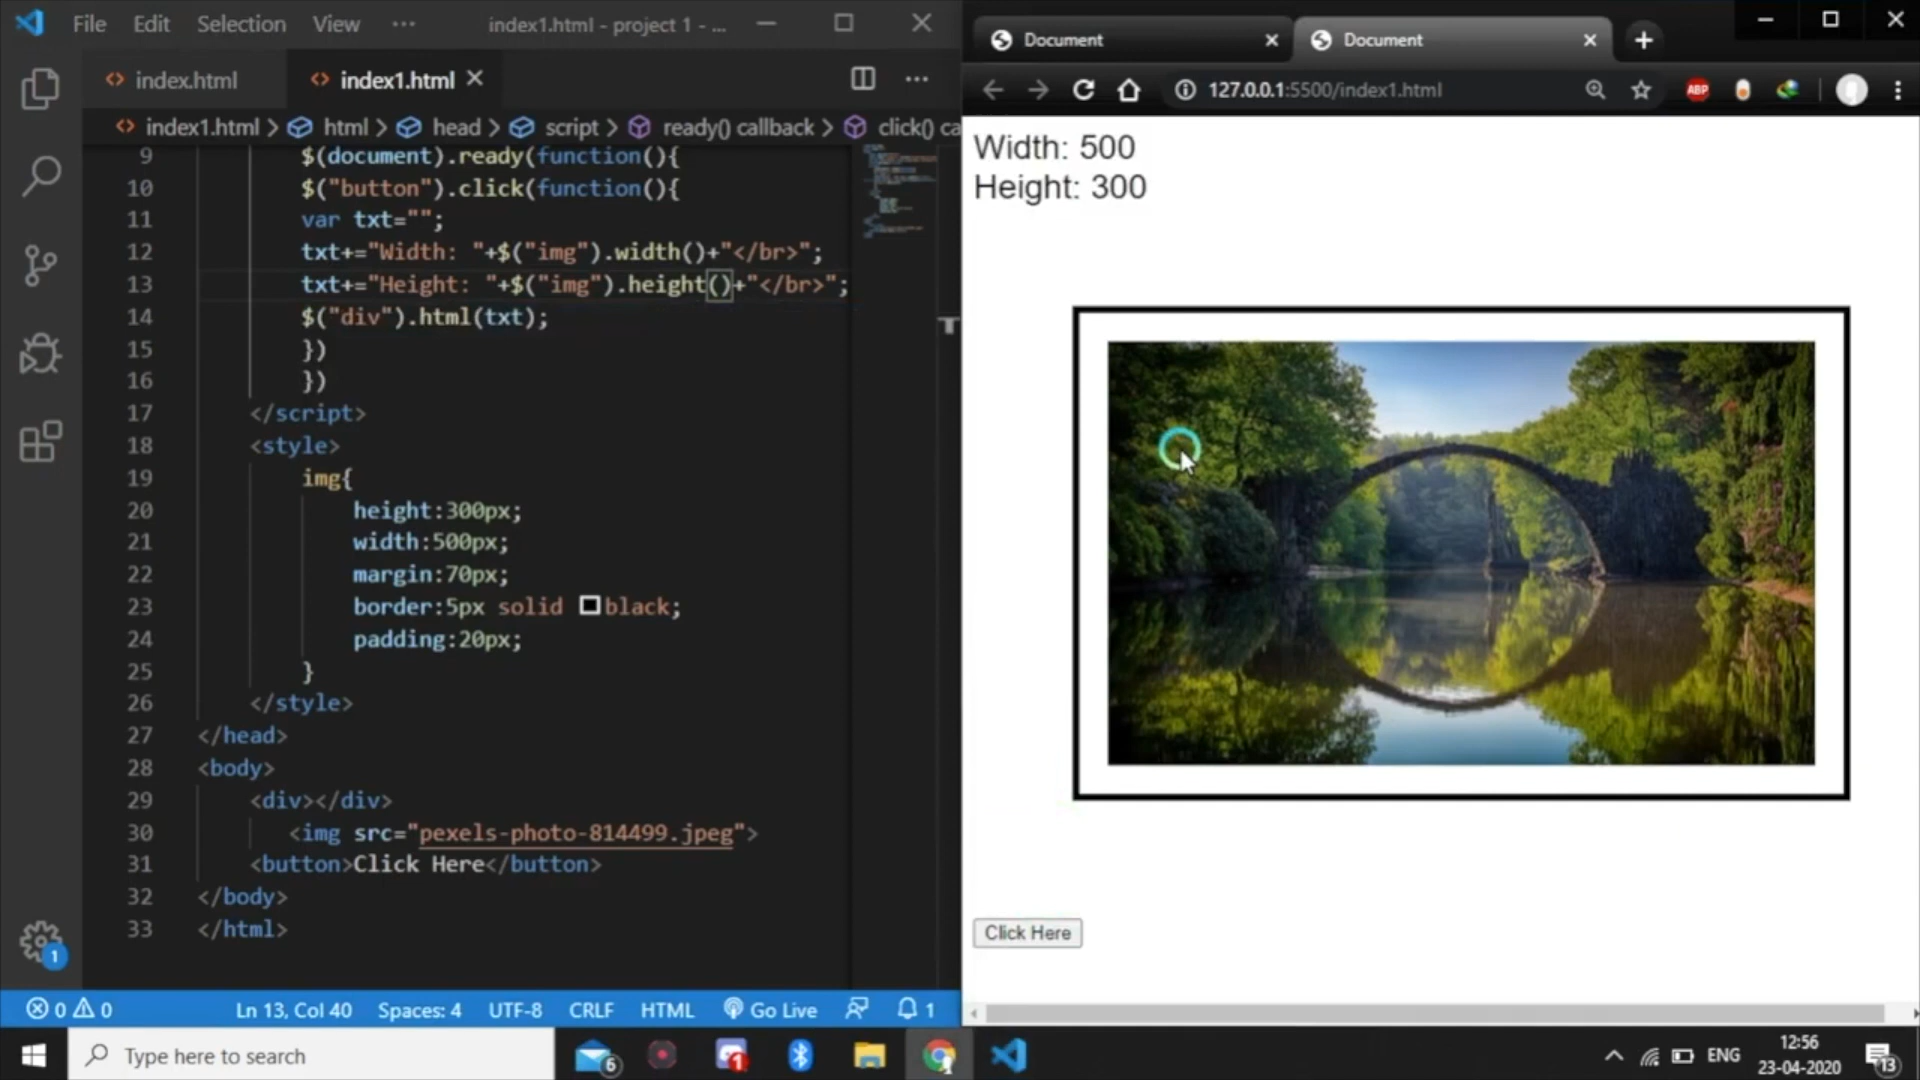 File Edit Selection View ··· index1.html - project 1 - ...
index.html index1.html
index1.html > html > head > script > ready() callback > click() ca
9 $(document).ready(function(){
10 $("button").click(function(){
11 var txt="";
12 txt+="Width: "+$("img").width()+"</br>";
13 txt+="Height: "+$("img").height()+"</br>";
14 $("div").html(txt);
15 })
16 })
17 </script>
18 <style>
19 img{
20 height:300px;
21 width:500px;
22 margin:70px;
23 border:5px solid black;
24 padding:20px;
25 }
26 </style>
27 </head>
28 <body>
29 <div></div>
30 <img src="pexels-photo-814499.jpeg">
31 <button>Click Here</button>
32 </body>
33 </html>
1
0 0 Ln 13, Col 40 Spaces: 4 UTF-8 CRLF HTML Go Live 1
Document Document
127.0.0.1:5500/index1.html ABP
Width: 500
Height: 300
Click Here
Type here to search 6 1 ENG 12:56
23-04-2020 13